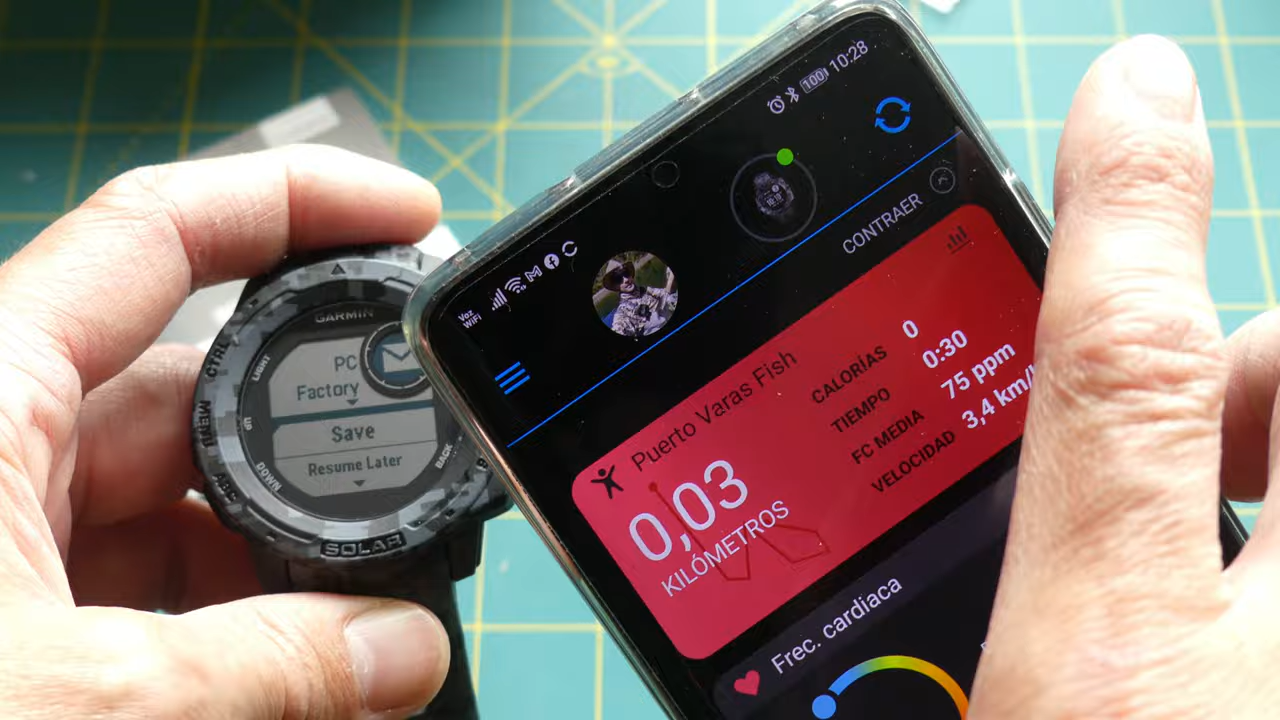 GARMIN
CTRL
LIGHT
MENU
UP
DOWN
ABC
BACK
SOLAR
PC
Factory
Save
Resume Later
Voz
WiFi
100
10:28
CONTRAER
Puerto Varas Fish
0,03
KILÓMETROS
CALORÍAS 0
TIEMPO 0:30
FC MEDIA 75 ppm
VELOCIDAD 3,4 km/
Frec. cardiaca